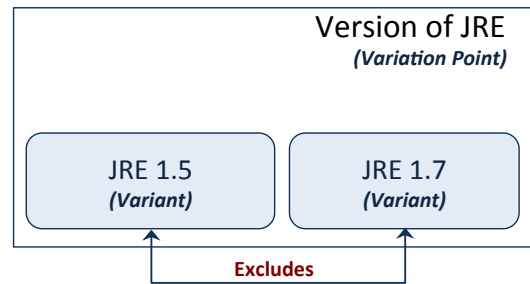 Version of JRE
(Variation Point)
JRE 1.5
(Variant)
JRE 1.7
(Variant)
Excludes